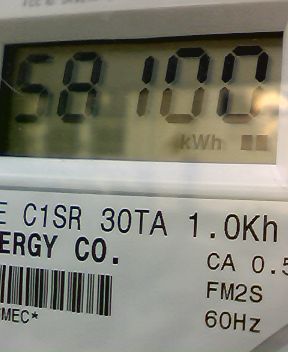 58100
kWh
E C1SR 30TA 1.0Kh
ERGY CO.
CA 0.5
FM2S
MEC*
60Hz